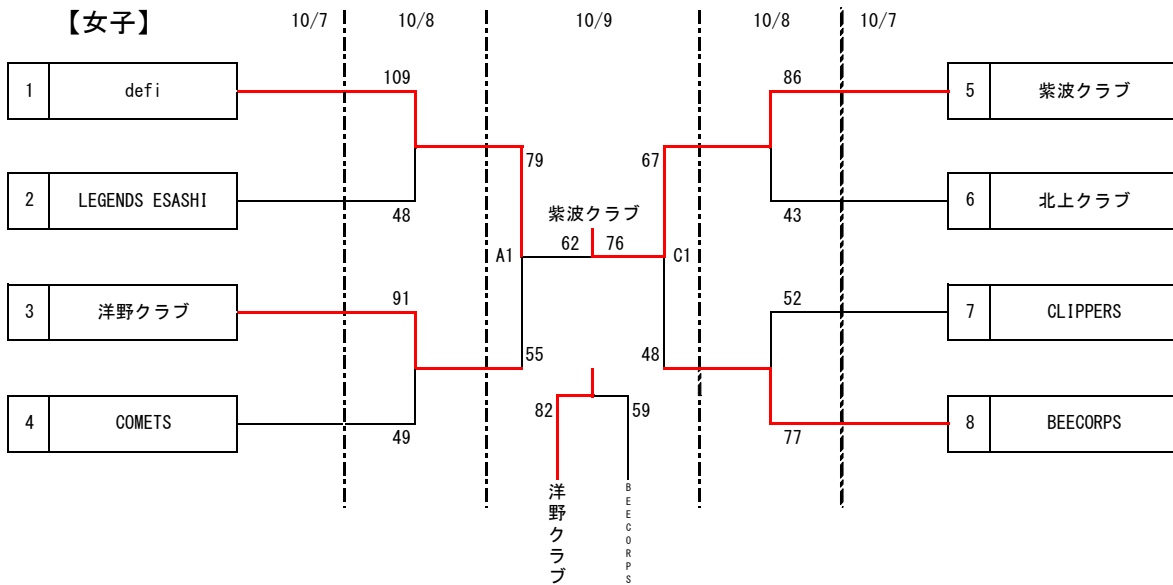 【女子】
10/7
10/8
10/9
10/8
10/7
1 defi
109
86
5 紫波クラブ
79
67
2 LEGENDS ESASHI
48
43
6 北上クラブ
紫波クラブ
A1
62
76
C1
3 洋野クラブ
91
52
7 CLIPPERS
55
48
82
59
4 COMETS
49
77
8 BEECORPS
洋野クラブ
BEECORPS